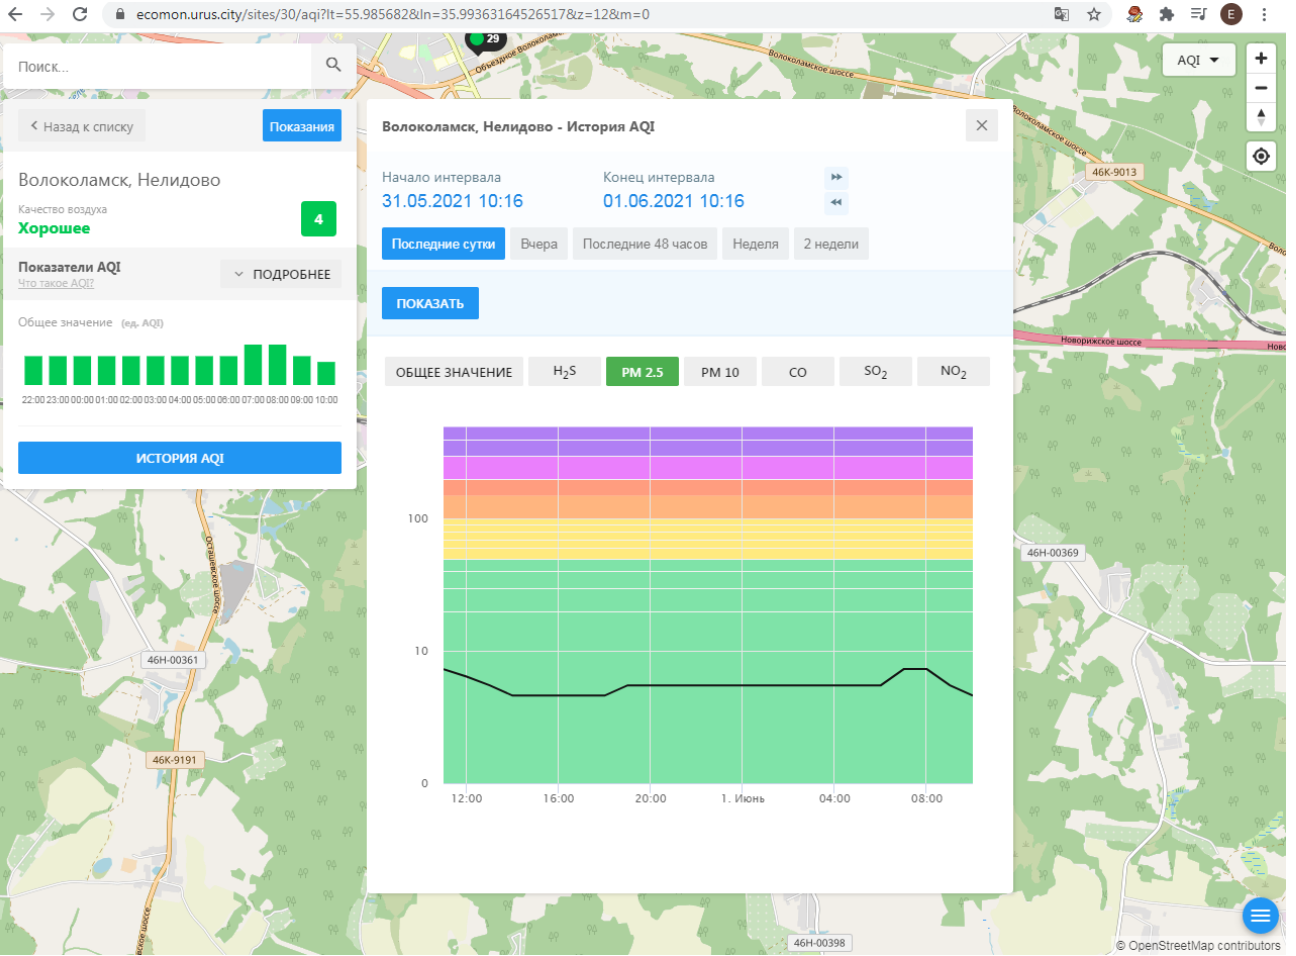 ecomon.urus.city/sites/30/aqi?lt=55.985682&ln=35.99363164526517&z=12&m=0
E
Поиск...
29
Объездное Волоколам
Волоколамское шоссе
AQI
Назад к списку
Показания
Волоколамск, Нелидово
Качество воздуха
Хорошее
4
Показатели AQI
Что такое AQI?
ПОДРОБНЕЕ
Общее значение (ед. AQI)
22:00 23:00 00:00 01:00 02:00 03:00 04:00 05:00 06:00 07:00 08:00 09:00 10:00
ИСТОРИЯ AQI
Волоколамск, Нелидово - История AQI
Начало интервала
31.05.2021 10:16
Конец интервала
01.06.2021 10:16
Последние сутки
Вчера
Последние 48 часов
Неделя
2 недели
ПОКАЗАТЬ
ОБЩЕЕ ЗНАЧЕНИЕ
H2S
PM 2.5
PM 10
CO
SO2
NO2
100
10
0
12:00 16:00 20:00 1. Июнь 04:00 08:00
Волоколамское шоссе
46К-9013
Новорижское шоссе
46Н-00369
Осташёвское шоссе
46Н-00361
46К-9191
46Н-00398
© OpenStreetMap contributors